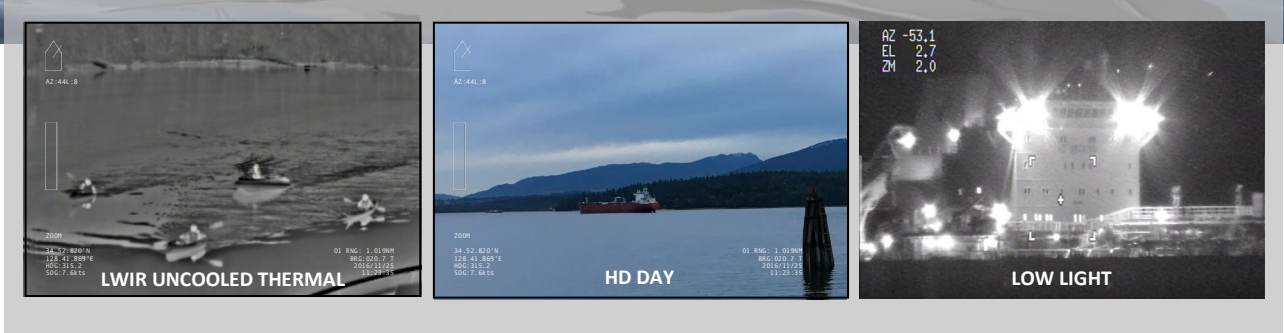 AZ:44L:8
ZOOM
34.52.820'N
128.41.869'E
HDG:315.2
SOG:7.6kts
01 RNG: 1.019NM
BRG:020.7 T
2016/11/25
11:23:35
LWIR UNCOOLED THERMAL
AZ:44L:8
ZOOM
34.52.820'N
128.41.869'E
HDG:315.2
SOG:7.6kts
01 RNG: 1.019NM
BRG:020.7 T
2016/11/25
11:23:35
HD DAY
AZ -53.1
EL 2.7
ZM 2.0
LOW LIGHT